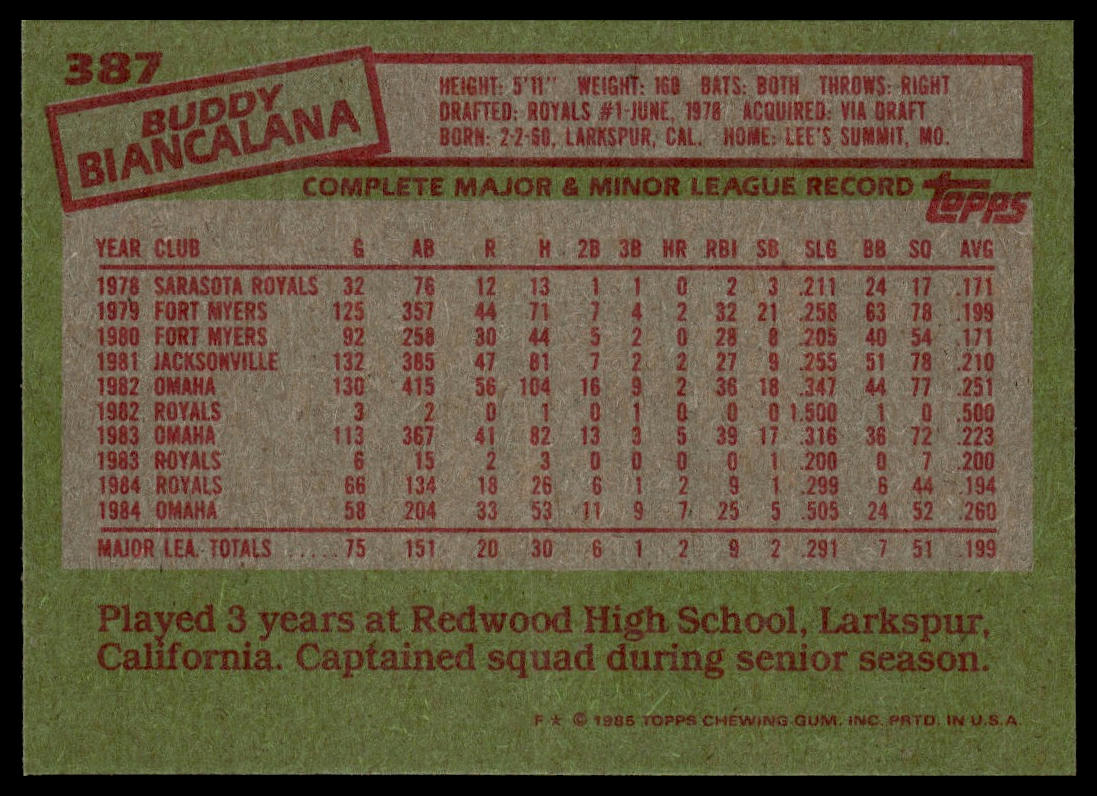 387
BUDDY
BIANCALANA
HEIGHT: 5'11" WEIGHT: 160 BATS: BOTH THROWS: RIGHT
DRAFTED: ROYALS #1-JUNE, 1978 ACQUIRED: VIA DRAFT
BORN: 2-2-60, LARKSPUR, CAL. HOME: LEE'S SUMMIT, MO.
COMPLETE MAJOR & MINOR LEAGUE RECORD
Topps
YEAR CLUB G AB R H 2B 3B HR RBI SB SLG BB SO AVG
1978 SARASOTA ROYALS 32 76 12 13 1 1 0 2 3 .211 24 17 .171
1979 FORT MYERS 125 357 44 71 7 4 2 32 21 .258 63 78 .199
1980 FORT MYERS 92 258 30 44 5 2 0 28 8 .205 40 54 .171
1981 JACKSONVILLE 132 385 47 81 7 2 2 27 9 .255 51 78 .210
1982 OMAHA 130 415 56 104 16 9 2 36 18 .347 44 77 .251
1982 ROYALS 3 2 0 1 0 1 0 0 0 1.500 1 0 .500
1983 OMAHA 113 367 41 82 13 3 5 39 17 .316 36 72 .223
1983 ROYALS 6 15 2 3 0 0 0 0 1 .200 0 7 .200
1984 ROYALS 66 134 18 26 6 1 2 9 1 .299 6 44 .194
1984 OMAHA 58 204 33 53 11 9 7 25 5 .505 24 52 .260
MAJOR LEA. TOTALS ..... 75 151 20 30 6 1 2 9 2 .291 7 51 .199
Played 3 years at Redwood High School, Larkspur,
California. Captained squad during senior season.
F ★ © 1985 TOPPS CHEWING GUM, INC. PRTD. IN U.S.A.